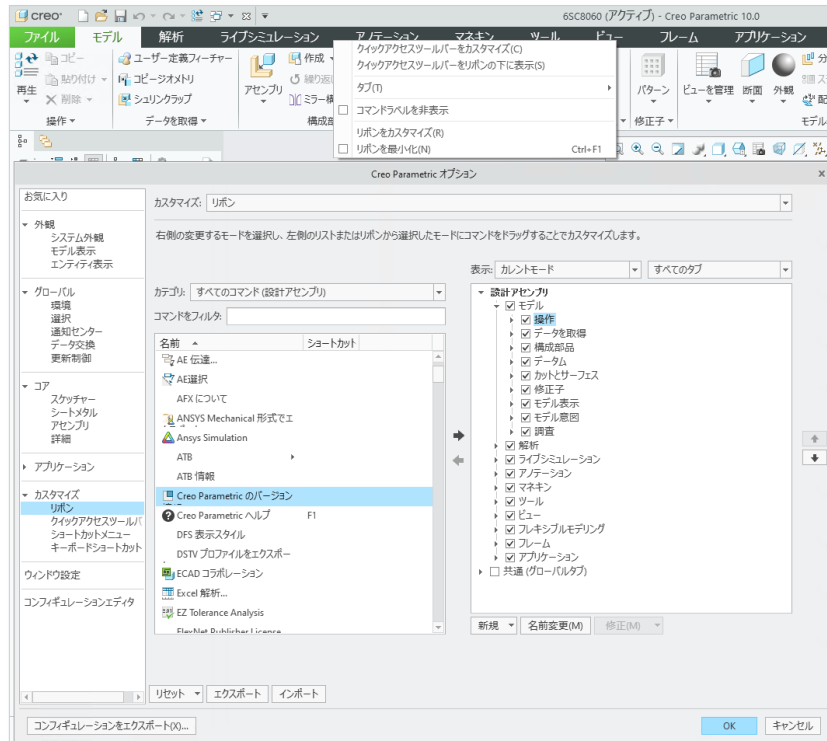 creo° 6SC8060 (アクティブ) - Creo Parametric 10.0
ファイル モデル 解析 ライブシミュレーション アノテーション マネキン ツール ビュー フレーム アプリケーション
コピー ユーザー定義フィーチャー 作成
貼り付け コピージオメトリ
再生 削除 シュリンクラップ アセンブリ ミラー構 パターン ビューを管理 断面 外観
操作 データを取得 修正子 モデル
クイックアクセスツールバーをカスタマイズ(C)
クイックアクセスツールバーをリボンの下に表示(S)
タブ(T)
コマンドラベルを非表示
リボンをカスタマイズ(R)
リボンを最小化(N) Ctrl+F1
Creo Parametric オプション
お気に入り
外観
システム外観
モデル表示
エンティティ表示
グローバル
環境
選択
通知センター
データ交換
更新制御
コア
スケッチャー
シートメタル
アセンブリ
詳細
アプリケーション
カスタマイズ
リボン
クイックアクセスツールバ
ショートカットメニュー
キーボードショートカット
ウィンドウ設定
コンフィギュレーションエディタ
カスタマイズ: リボン
右側の変更するモードを選択し、左側のリストまたはリボンから選択したモードにコマンドをドラッグすることでカスタマイズします。
表示: カレントモード すべてのタブ
カテゴリ: すべてのコマンド (設計アセンブリ)
コマンドをフィルタ:
名前 ショートカット
AE 伝達...
AE選択
AFX について
ANSYS Mechanical 形式でエ
Ansys Simulation
ATB
ATB 情報
Creo Parametric のバージョン
Creo Parametric ヘルプ F1
DFS 表示スタイル
DSTV プロファイルをエクスポー
ECAD コラボレーション
Excel 解析...
EZ Tolerance Analysis
FlexNet Publisher License
設計アセンブリ
モデル
操作
データを取得
構成部品
データム
カットとサーフェス
修正子
モデル表示
モデル意図
調査
解析
ライブシミュレーション
アノテーション
マネキン
ツール
ビュー
フレキシブルモデリング
フレーム
アプリケーション
共通 (グローバルタブ)
新規 名前変更(M) 修正(M)
リセット エクスポート インポート
コンフィギュレーションをエクスポート(X)... OK キャンセル